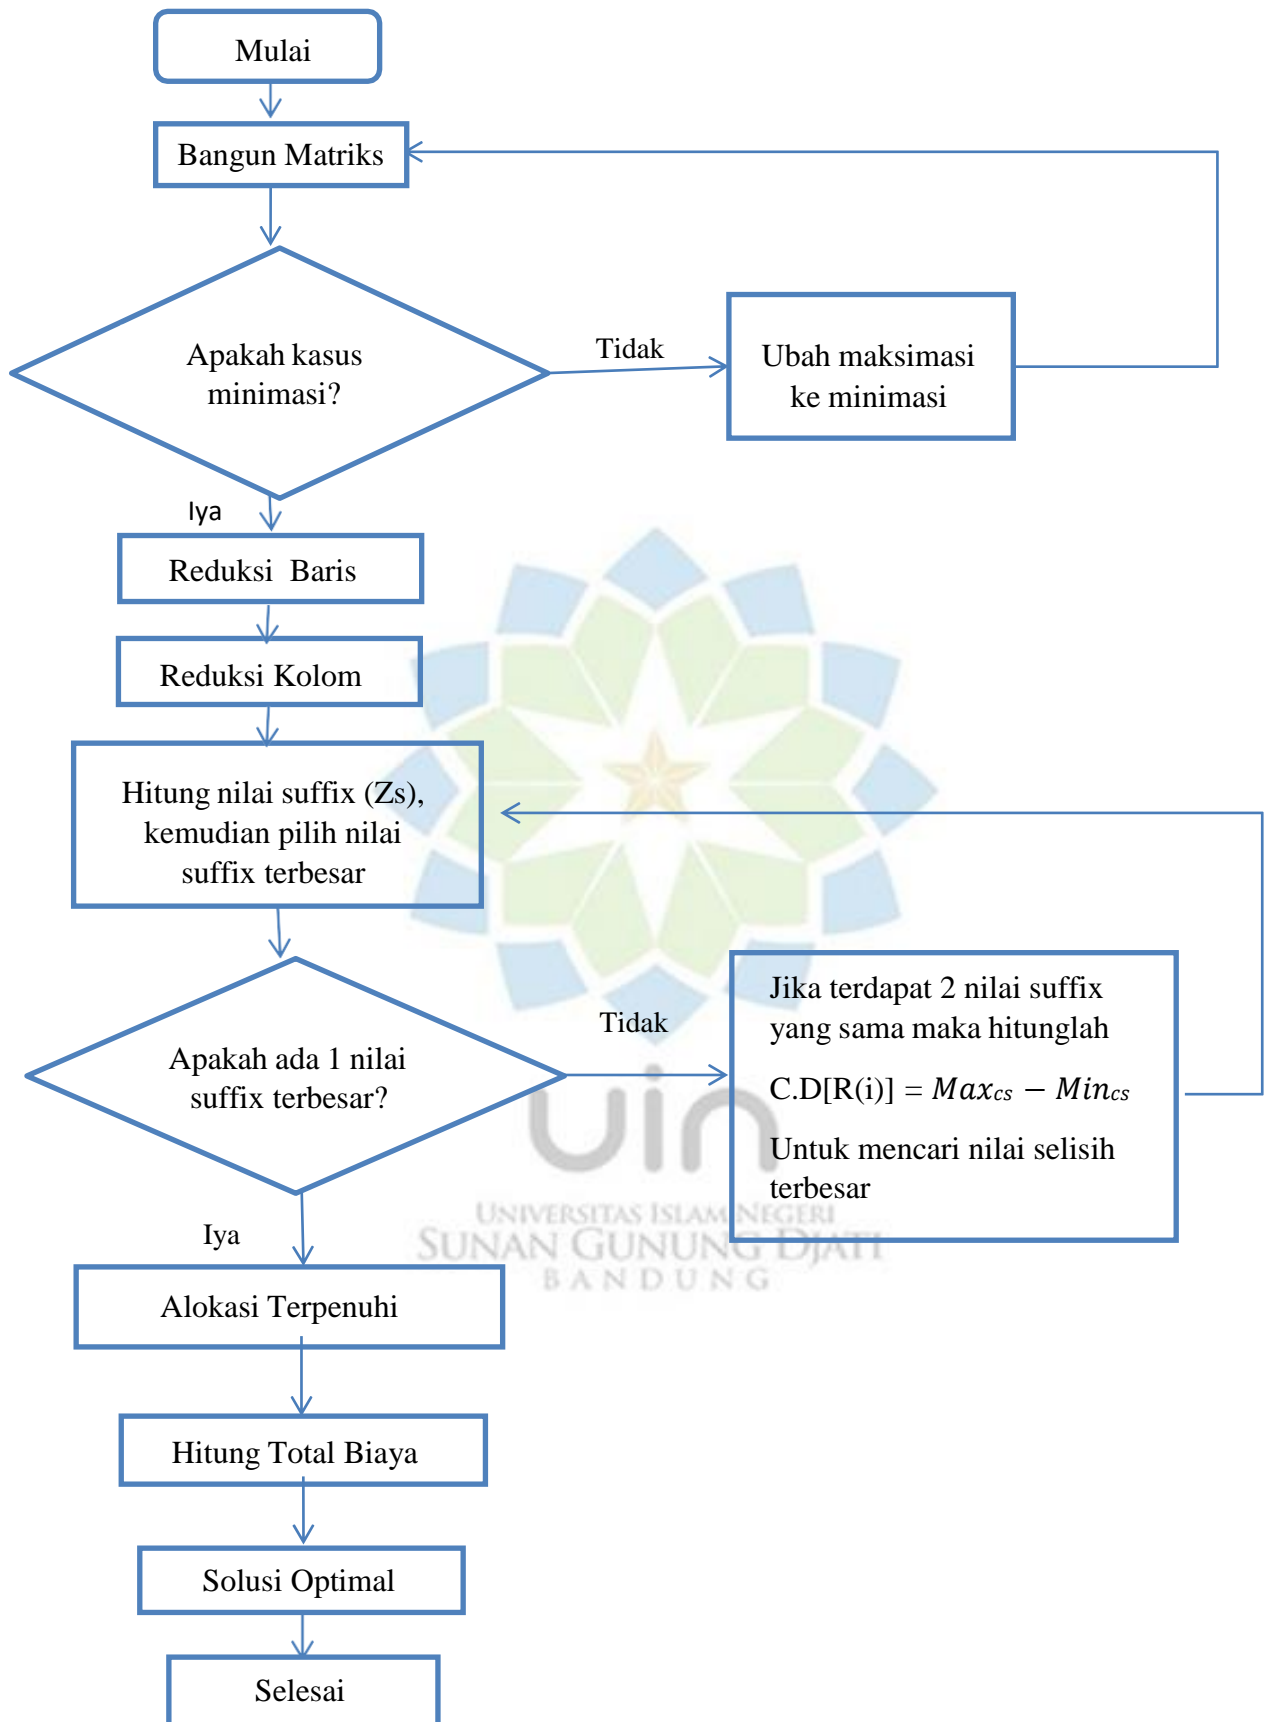 Mulai
Bangun Matriks
Apakah kasus
minimasi?
Tidak
Ubah maksimasi
ke minimasi
Iya
Reduksi Baris
Reduksi Kolom
Hitung nilai suffix (Zs),
kemudian pilih nilai
suffix terbesar
Apakah ada 1 nilai
suffix terbesar?
Tidak
Jika terdapat 2 nilai suffix
yang sama maka hitunglah
C.D[R(i)] = Maxcs − Mincs
Untuk mencari nilai selisih
terbesar
uin
UNIVERSITAS ISLAM NEGERI
SUNAN GUNUNG DJATI
BANDUNG
Iya
Alokasi Terpenuhi
Hitung Total Biaya
Solusi Optimal
Selesai